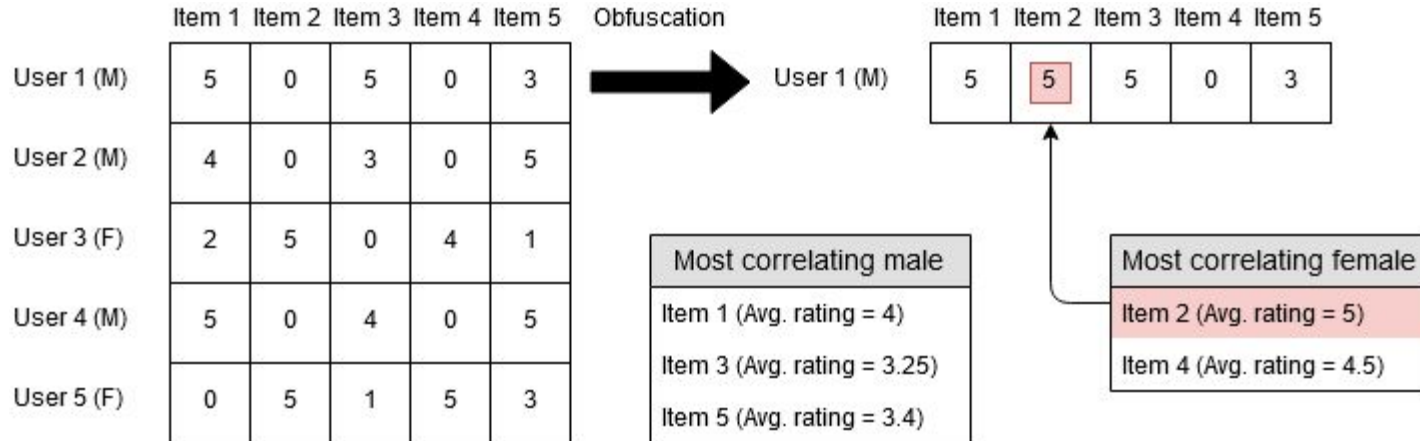 Item 1 Item 2 Item 3 Item 4 Item 5
Obfuscation
Item 1 Item 2 Item 3 Item 4 Item 5
User 1 (M) 5 0 5 0 3
User 1 (M) 5 5 5 0 3
User 2 (M) 4 0 3 0 5
User 3 (F) 2 5 0 4 1
User 4 (M) 5 0 4 0 5
User 5 (F) 0 5 1 5 3
Most correlating male
Item 1 (Avg. rating = 4)
Item 3 (Avg. rating = 3.25)
Item 5 (Avg. rating = 3.4)
Most correlating female
Item 2 (Avg. rating = 5)
Item 4 (Avg. rating = 4.5)